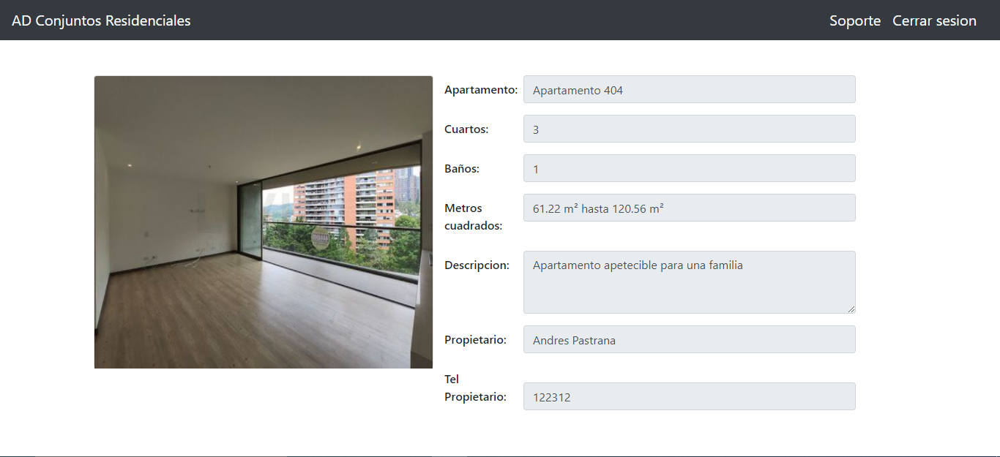 AD Conjuntos Residenciales
Soporte Cerrar sesion
Apartamento: Apartamento 404
Cuartos: 3
Baños: 1
Metros
cuadrados: 61.22 m² hasta 120.56 m²
Descripcion: Apartamento apetecible para una familia
Propietario: Andres Pastrana
Tel
Propietario: 122312